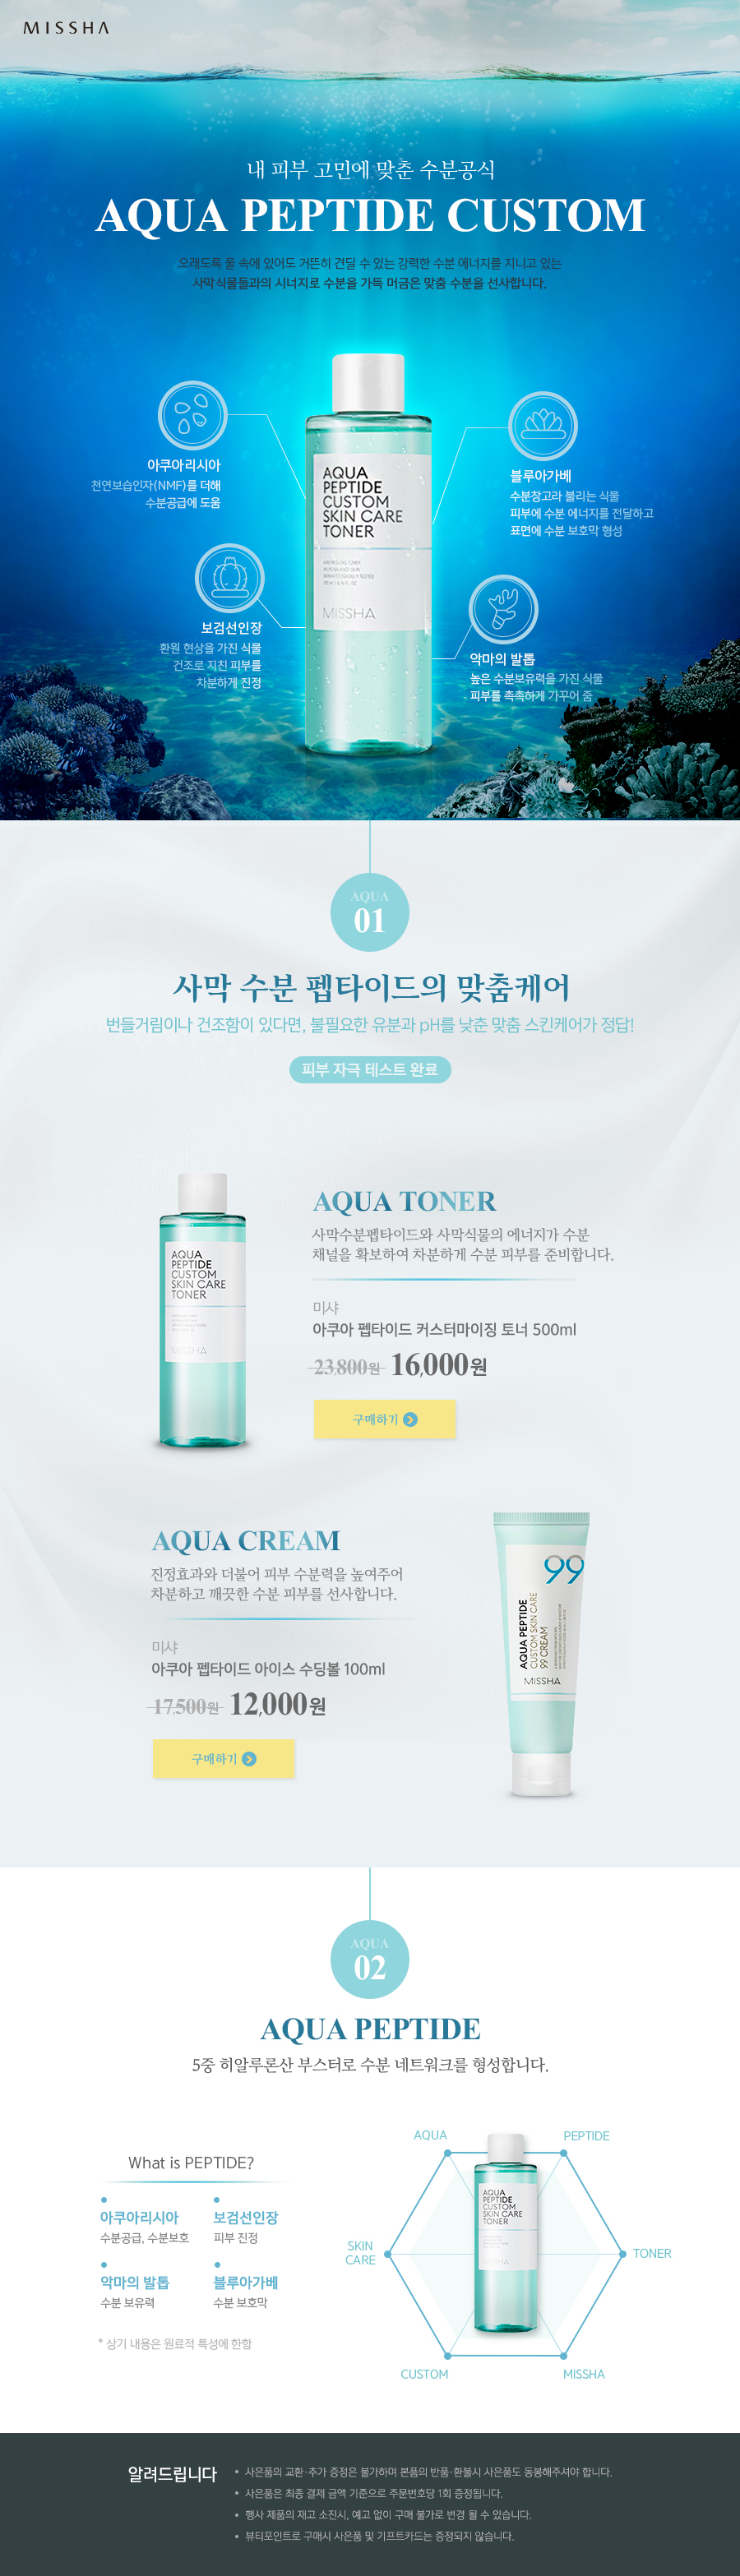 MISSHA
내 피부 고민에 맞춘 수분공식
AQUA PEPTIDE CUSTOM
오래도록 물 속에 있어도 거뜬히 견딜 수 있는 강력한 수분 에너지를 지니고 있는
사막식물들과의 시너지로 수분을 가득 머금은 맞춤 수분을 선사합니다.
아쿠아리시아
천연보습인자(NMF)를 더해
수분공급에 도움
블루아가베
수분창고라 불리는 식물
피부에 수분 에너지를 전달하고
표면에 수분 보호막 형성
AQUA
PEPTIDE
CUSTOM
SKIN CARE
TONER
MISSHA
보검선인장
환원 현상을 가진 식물
건조로 지친 피부를
차분하게 진정
악마의 발톱
높은 수분보유력을 가진 식물
피부를 촉촉하게 가꾸어 줌
AQUA
01
사막 수분 펩타이드의 맞춤케어
번들거림이나 건조함이 있다면, 불필요한 유분과 pH를 낮춘 맞춤 스킨케어가 정답!
피부 자극 테스트 완료
AQUA
PEPTIDE
CUSTOM
SKIN CARE
TONER
MISSHA
AQUA TONER
사막수분펩타이드와 사막식물의 에너지가 수분
채널을 확보하여 차분하게 수분 피부를 준비합니다.
미샤
아쿠아 펩타이드 커스터마이징 토너 500ml
23,800원 16,000원
구매하기
AQUA CREAM
진정효과와 더불어 피부 수분력을 높여주어
차분하고 깨끗한 수분 피부를 선사합니다.
미샤
아쿠아 펩타이드 아이스 수딩볼 100ml
17,500원 12,000원
구매하기
99
AQUA PEPTIDE
CUSTOM SKIN CARE
99 CREAM
MISSHA
AQUA
02
AQUA PEPTIDE
5중 히알루론산 부스터로 수분 네트워크를 형성합니다.
What is PEPTIDE?
아쿠아리시아
수분공급, 수분보호
보검선인장
피부 진정
악마의 발톱
수분 보유력
블루아가베
수분 보호막
* 상기 내용은 원료적 특성에 한함
AQUA
PEPTIDE
SKIN
CARE
TONER
CUSTOM
MISSHA
AQUA
PEPTIDE
CUSTOM
SKIN CARE
TONER
MISSHA
알려드립니다
• 사은품의 교환·추가 증정은 불가하며 본품의 반품·환불시 사은품도 동봉해주셔야 합니다.
• 사은품은 최종 결제 금액 기준으로 주문번호당 1회 증정됩니다.
• 행사 제품의 재고 소진시, 예고 없이 구매 불가로 변경 될 수 있습니다.
• 뷰티포인트로 구매시 사은품 및 기프트카드는 증정되지 않습니다.